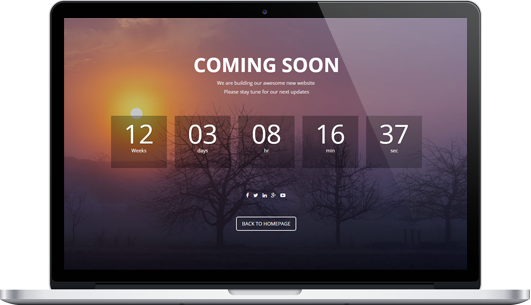 COMING SOON
We are building our awesome new website
Please stay tune for our next updates
12 03 08 16 37
Weeks days hr min sec
BACK TO HOMEPAGE